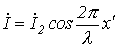 İ = İ₂ cos 2π/λ x'